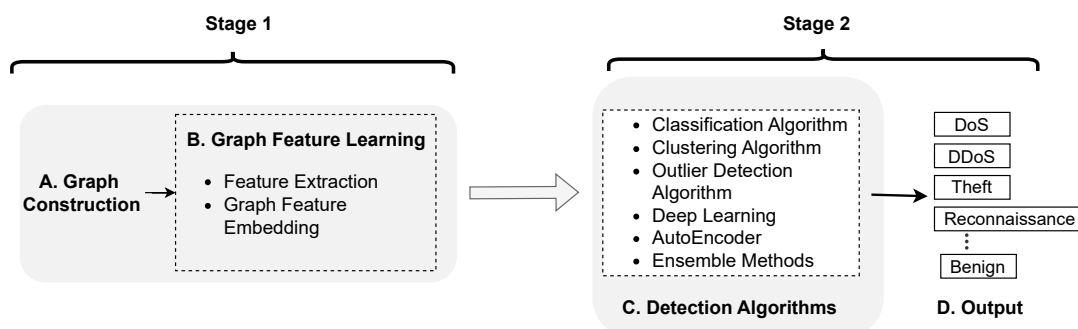 Stage 1
Stage 2
A. Graph
Construction
B. Graph Feature Learning
• Feature Extraction
• Graph Feature
Embedding
• Classification Algorithm
• Clustering Algorithm
• Outlier Detection
Algorithm
• Deep Learning
• AutoEncoder
• Ensemble Methods
C. Detection Algorithms
DoS
DDoS
Theft
Reconnaissance
Benign
D. Output